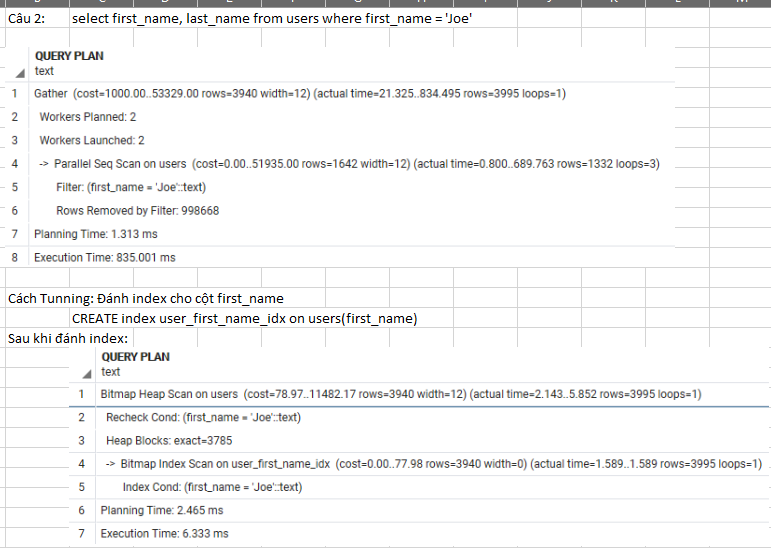 Câu 2: select first_name, last_name from users where first_name = 'Joe'
QUERY PLAN
text
1 Gather (cost=1000.00..53329.00 rows=3940 width=12) (actual time=21.325..834.495 rows=3995 loops=1)
2 Workers Planned: 2
3 Workers Launched: 2
4 -> Parallel Seq Scan on users (cost=0.00..51935.00 rows=1642 width=12) (actual time=0.800..689.763 rows=1332 loops=3)
5 Filter: (first_name = 'Joe'::text)
6 Rows Removed by Filter: 998668
7 Planning Time: 1.313 ms
8 Execution Time: 835.001 ms
Cách Tunning: Đánh index cho cột first_name
CREATE index user_first_name_idx on users(first_name)
Sau khi đánh index:
QUERY PLAN
text
1 Bitmap Heap Scan on users (cost=78.97..11482.17 rows=3940 width=12) (actual time=2.143..5.852 rows=3995 loops=1)
2 Recheck Cond: (first_name = 'Joe'::text)
3 Heap Blocks: exact=3785
4 -> Bitmap Index Scan on user_first_name_idx (cost=0.00..77.98 rows=3940 width=0) (actual time=1.589..1.589 rows=3995 loops=1)
5 Index Cond: (first_name = 'Joe'::text)
6 Planning Time: 2.465 ms
7 Execution Time: 6.333 ms